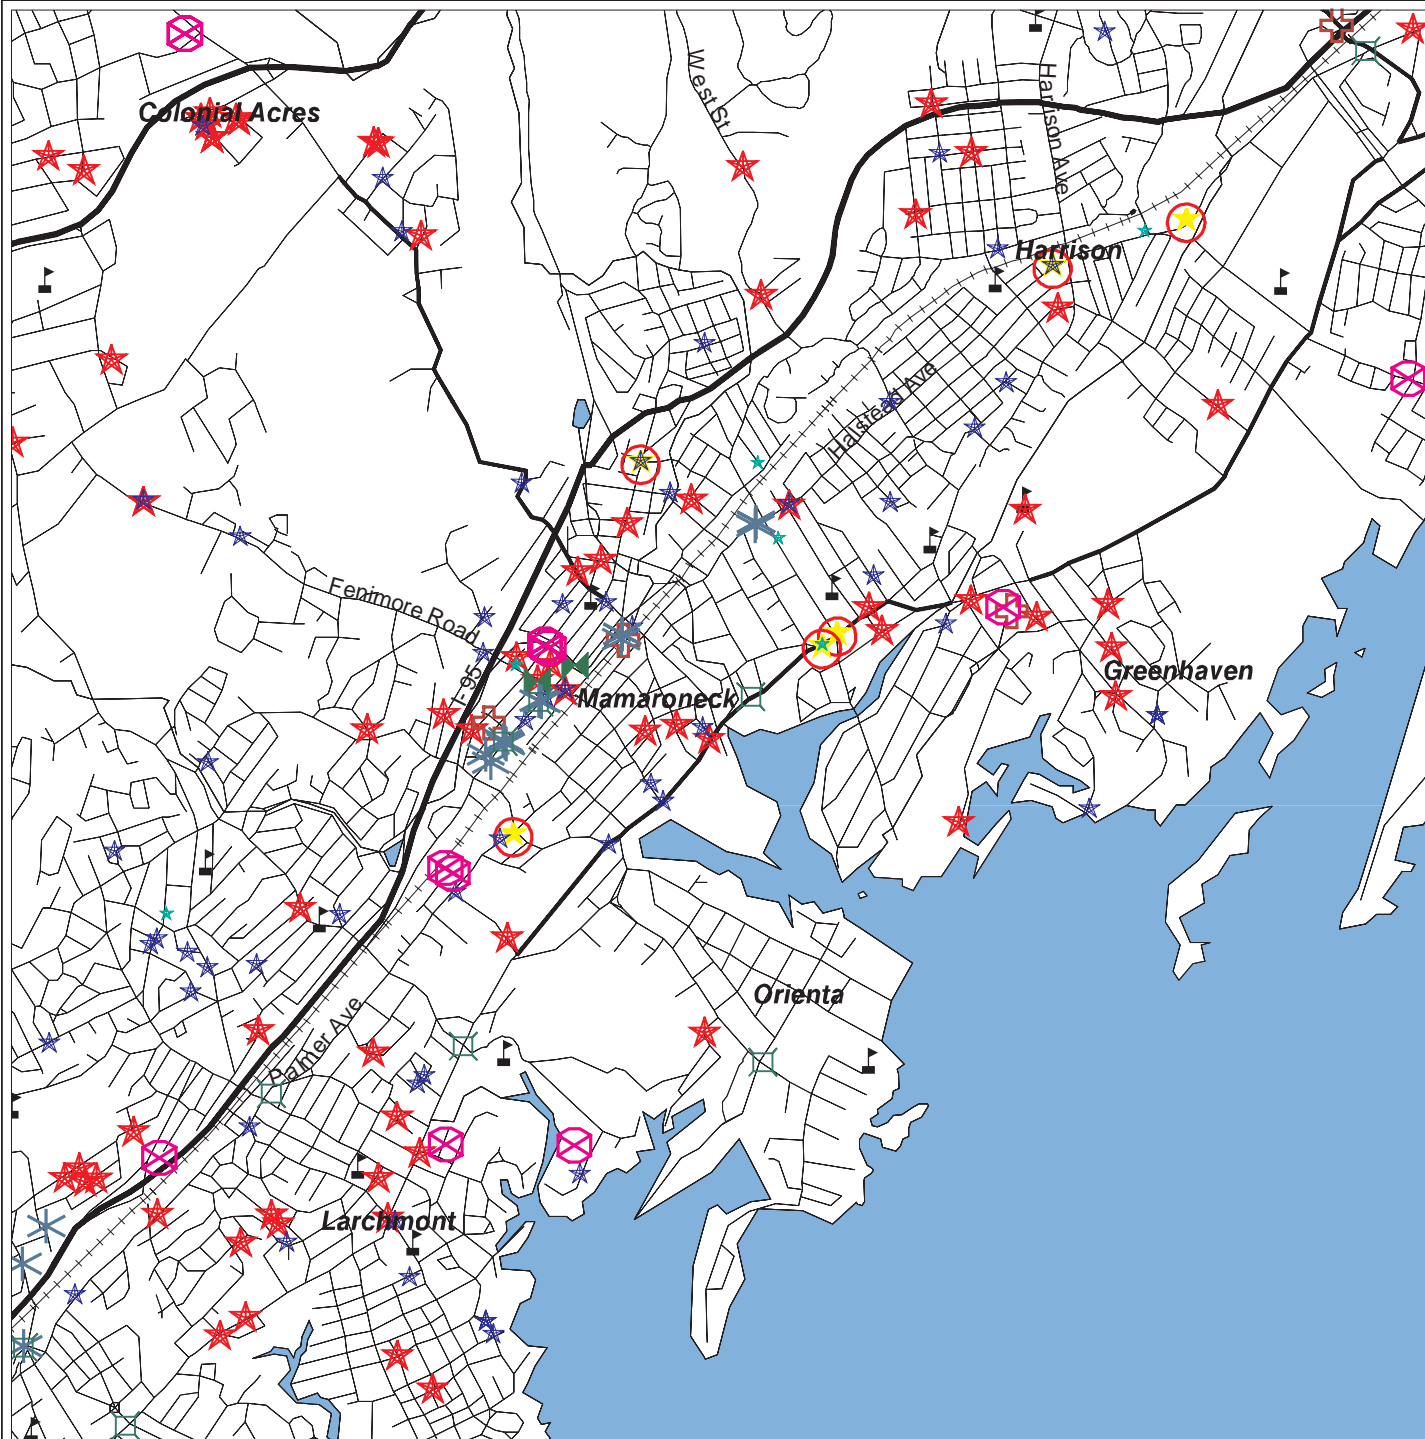 West St
Harrison Ave
Colonial Acres
Harrison
Halstead Ave
Fenimore Road
I-95
Greenhaven
Mamaroneck
Orienta
Palmer Ave
Larchmont